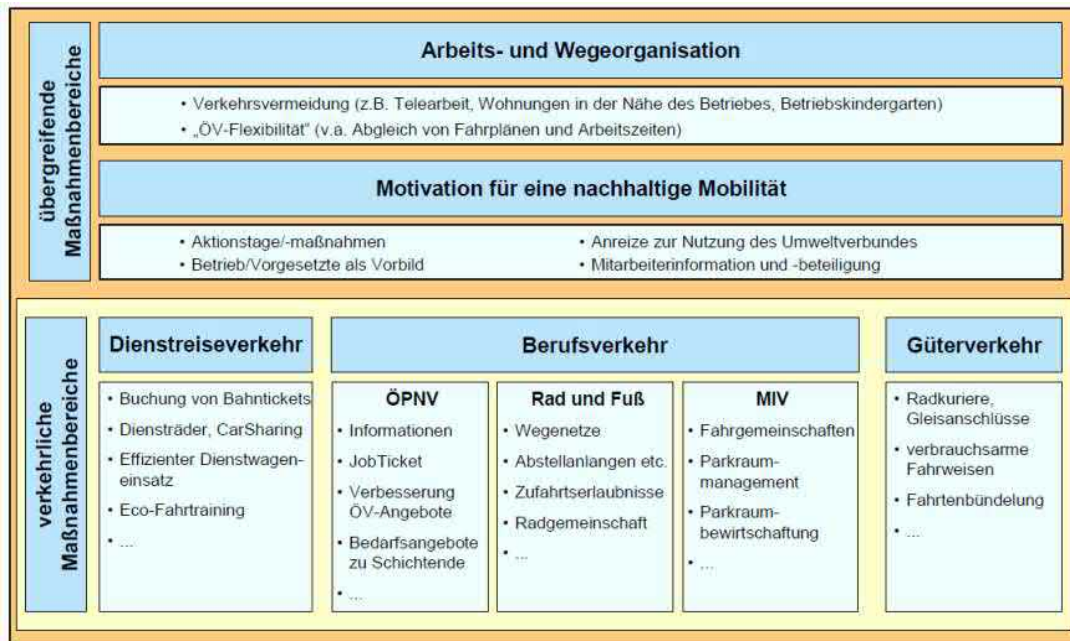 übergreifende
Maßnahmenbereiche
Arbeits- und Wegeorganisation
• Verkehrsvermeidung (z.B. Telearbeit, Wohnungen in der Nähe des Betriebes, Betriebskindergarten)
• „ÖV-Flexibilität" (v.a. Abgleich von Fahrplänen und Arbeitszeiten)
Motivation für eine nachhaltige Mobilität
• Aktionstage/-maßnahmen
• Betrieb/Vorgesetzte als Vorbild
• Anreize zur Nutzung des Umweltverbundes
• Mitarbeiterinformation und -beteiligung
verkehrliche
Maßnahmenbereiche
Dienstreiseverkehr
• Buchung von Bahntickets
• Diensträder, CarSharing
• Effizienter Dienstwagen-
einsatz
• Eco-Fahrtraining
• ...
Berufsverkehr
ÖPNV
• Informationen
• JobTicket
• Verbesserung
ÖV-Angebote
• Bedarfsangebote
zu Schichtende
• ...
Rad und Fuß
• Wegenetze
• Abstellanlangen etc.
• Zufahrtserlaubnisse
• Radgemeinschaft
• ...
MIV
• Fahrgemeinschaften
• Parkraum-
management
• Parkraum-
bewirtschaftung
• ...
Güterverkehr
• Radkuriere,
Gleisanschlüsse
• verbrauchsarme
Fahrweisen
• Fahrtenbündelung
• ...